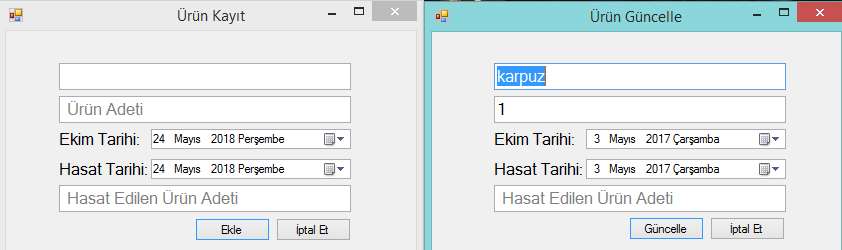 Ürün Kayıt
Ürün Adeti
Ekim Tarihi: 24 Mayıs 2018 Perşembe
Hasat Tarihi: 24 Mayıs 2018 Perşembe
Hasat Edilen Ürün Adeti
Ekle İptal Et
Ürün Güncelle
karpuz
1
Ekim Tarihi: 3 Mayıs 2017 Çarşamba
Hasat Tarihi: 3 Mayıs 2017 Çarşamba
Hasat Edilen Ürün Adeti
Güncelle İptal Et